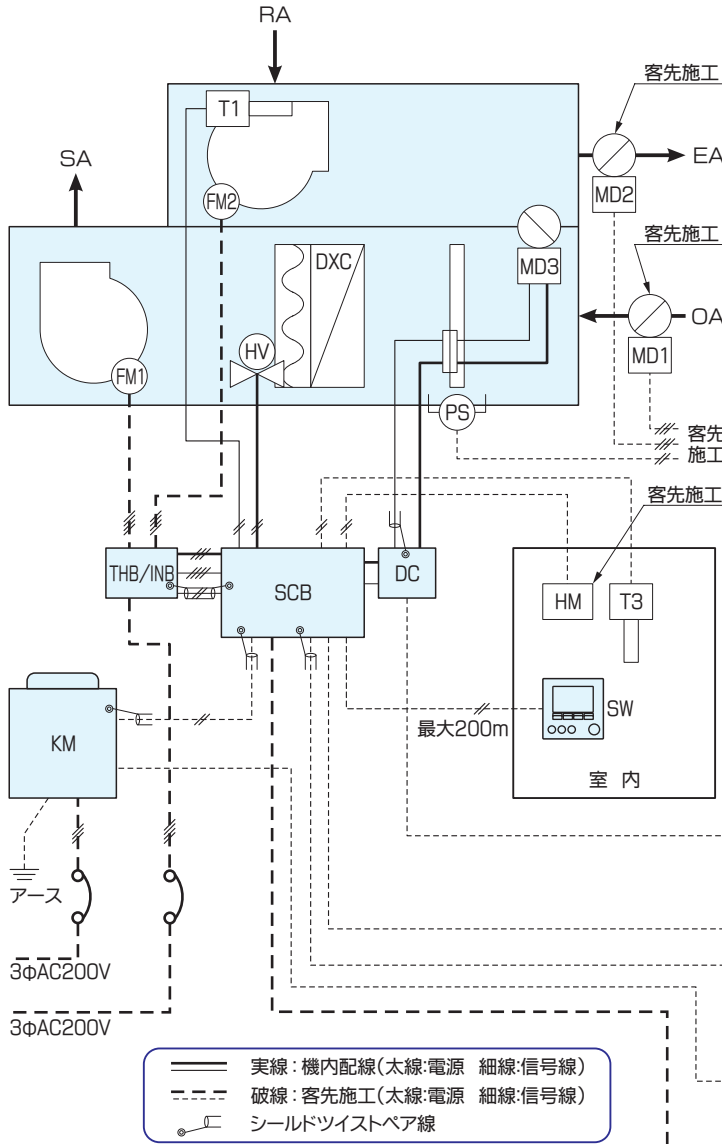 RA
客先施工
T1
SA
EA
FM2
MD2
客先施工
DXC
MD3
OA
HV
MD1
FM1
PS
客先
施工
客先施工
THB/INB
SCB
DC
HM
T3
KM
SW
最大200m
室 内
アース
3φAC200V
3φAC200V
実線：機内配線(太線:電源 細線:信号線)
破線：客先施工(太線:電源 細線:信号線)
シールドツイストペア線